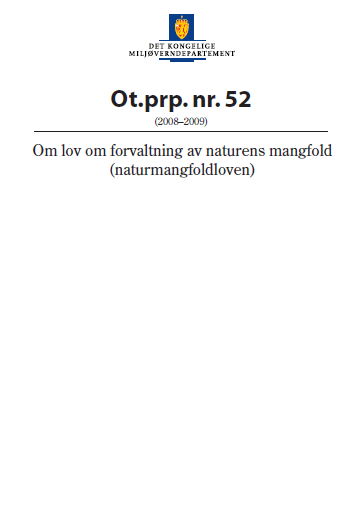 DET KONGELIGE
MILJØVERNDEPARTEMENT
Ot.prp. nr. 52
(2008–2009)
Om lov om forvaltning av naturens mangfold
(naturmangfoldloven)